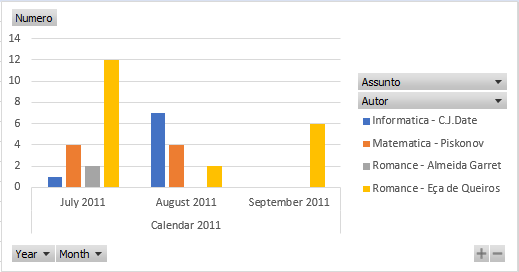 Numero
14
12
10
8
6
4
2
0
July 2011 August 2011 September 2011
Calendar 2011
Assunto
Autor
Informatica - C.J.Date
Matematica - Piskonov
Romance - Almeida Garret
Romance - Eça de Queiros
Year Month